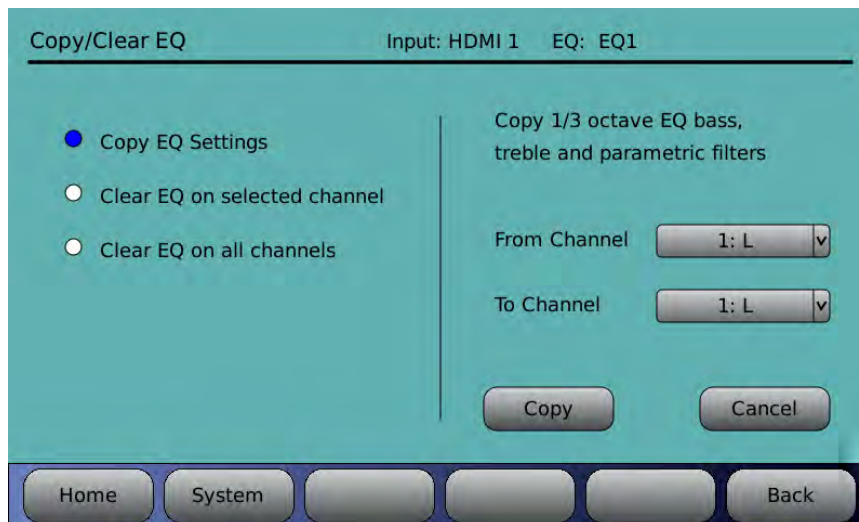 Copy/Clear EQ Input: HDMI 1 EQ: EQ1
Copy EQ Settings
Clear EQ on selected channel
Clear EQ on all channels
Copy 1/3 octave EQ bass,
treble and parametric filters
From Channel 1: L
To Channel 1: L
Copy Cancel
Home System Back